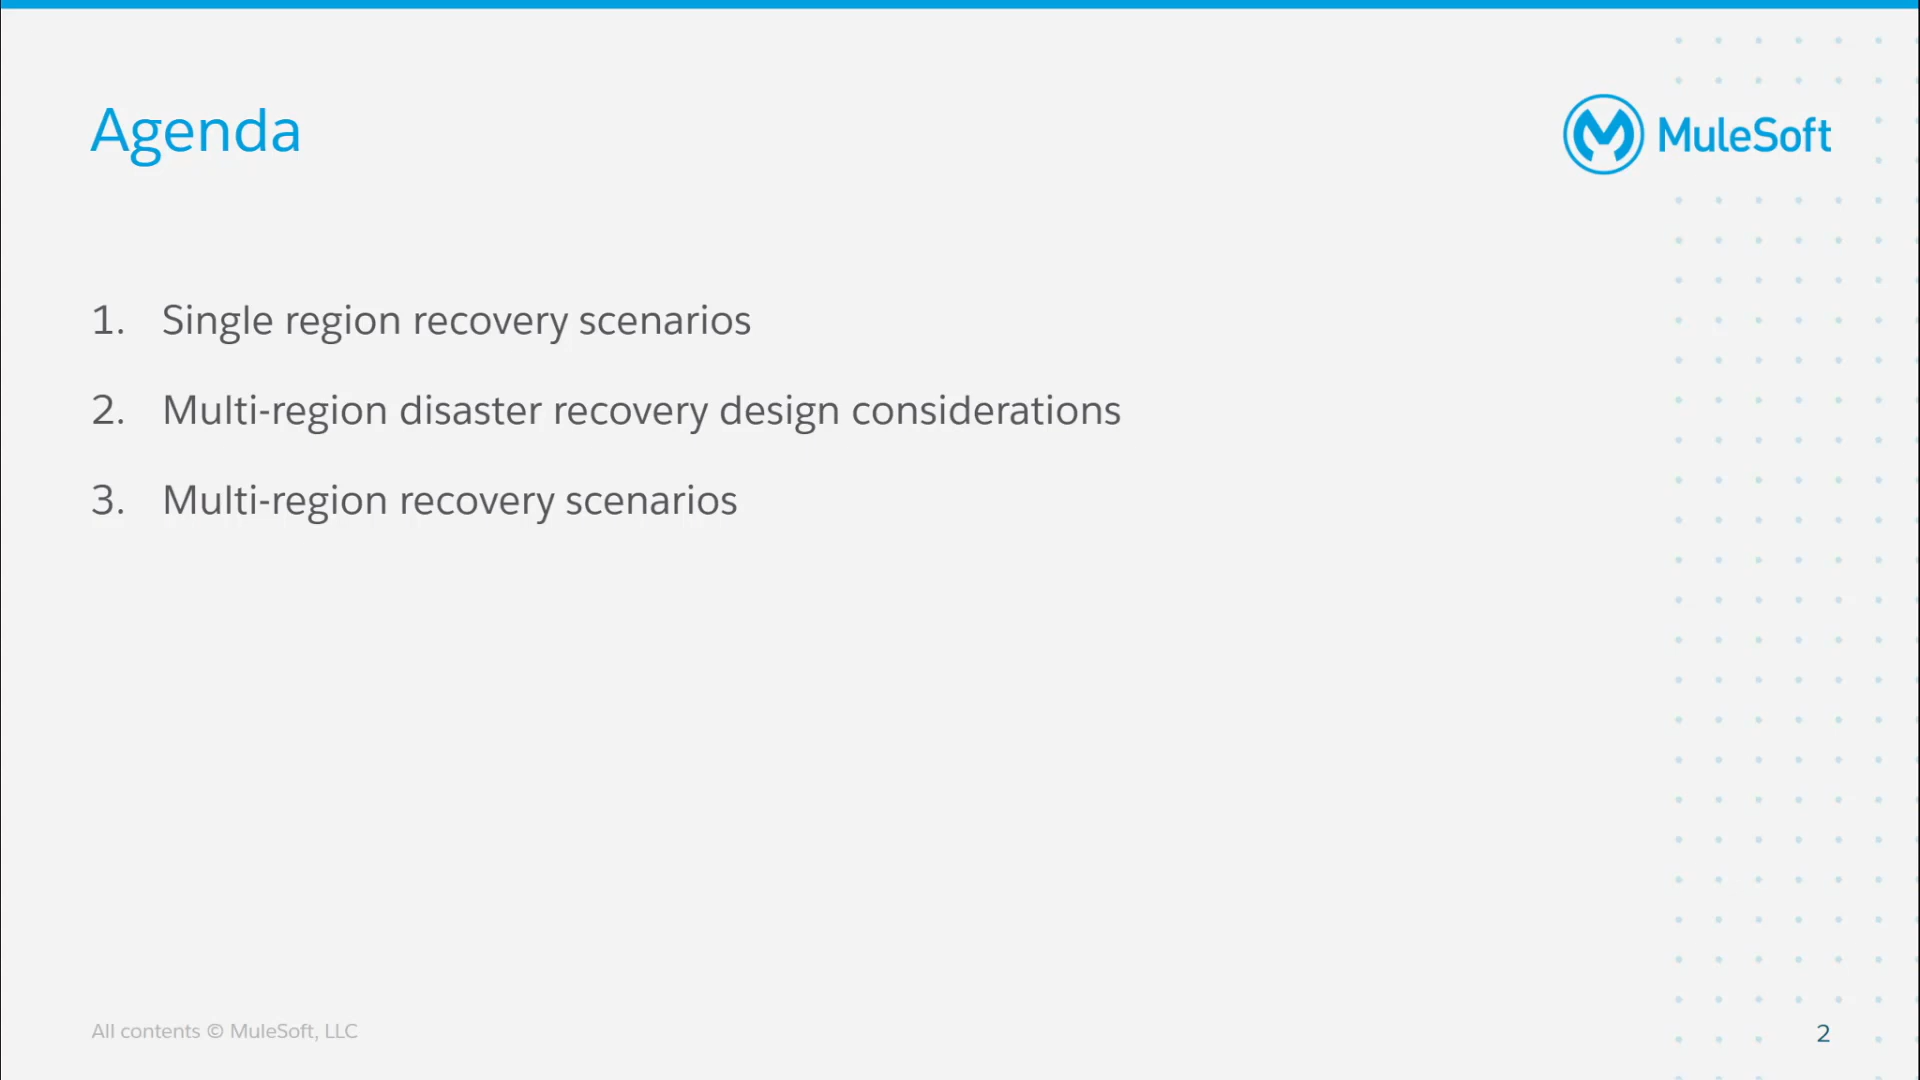 Agenda
MuleSoft
1. Single region recovery scenarios
2. Multi-region disaster recovery design considerations
3. Multi-region recovery scenarios
All contents © MuleSoft, LLC
2